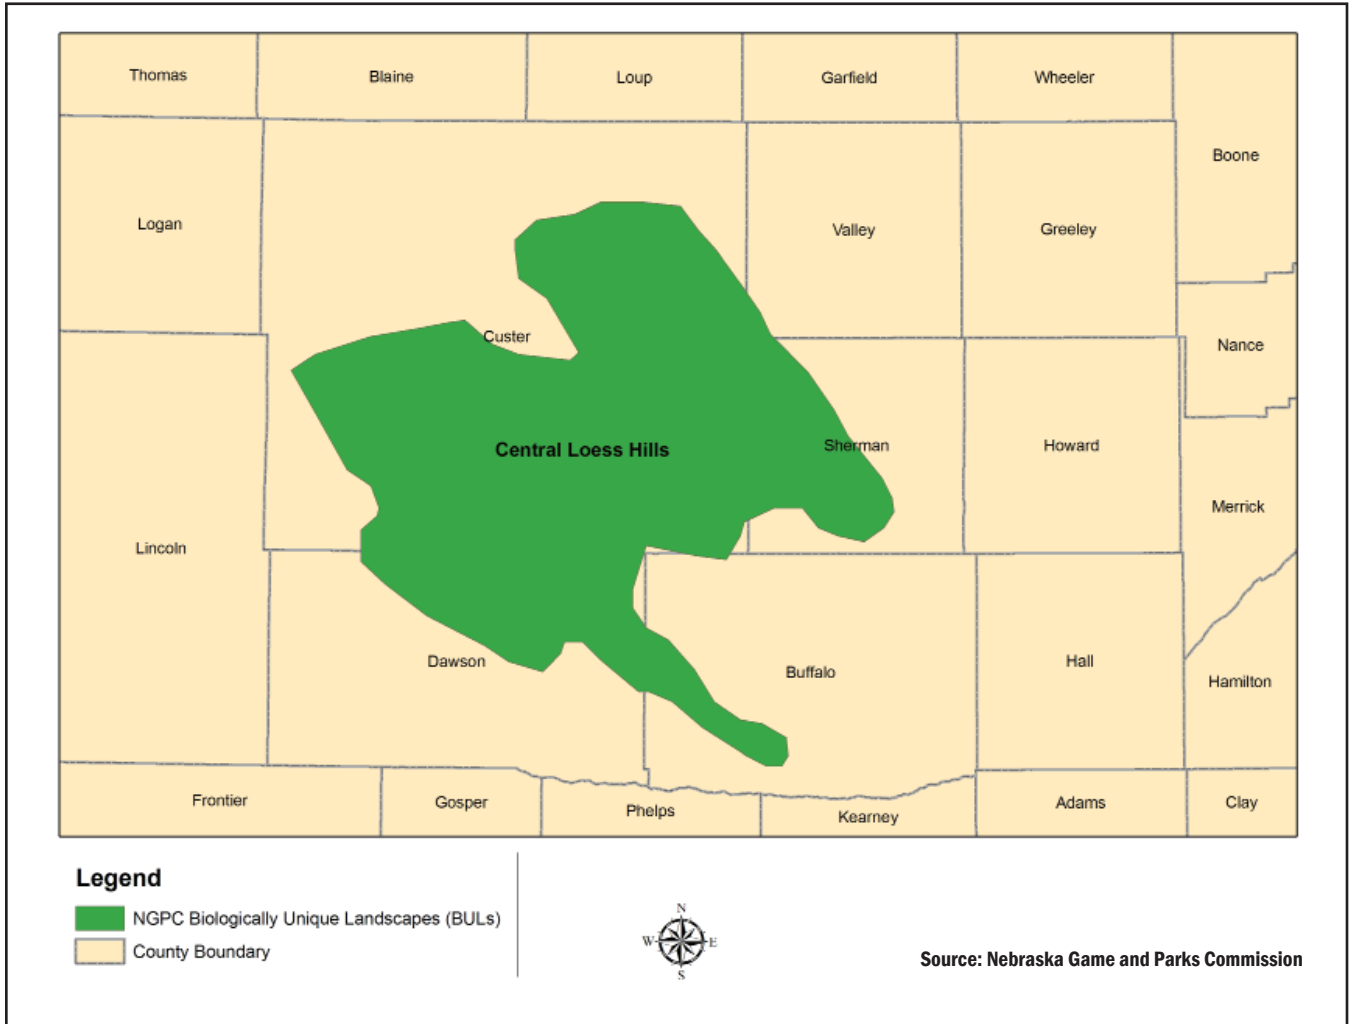 Thomas
Blaine
Loup
Garfield
Wheeler
Boone
Logan
Valley
Greeley
Custer
Nance
Central Loess Hills
Sherman
Howard
Merrick
Lincoln
Dawson
Buffalo
Hall
Hamilton
Frontier
Gosper
Phelps
Kearney
Adams
Clay
Legend
NGPC Biologically Unique Landscapes (BULs)
County Boundary
N
W
E
S
Source: Nebraska Game and Parks Commission